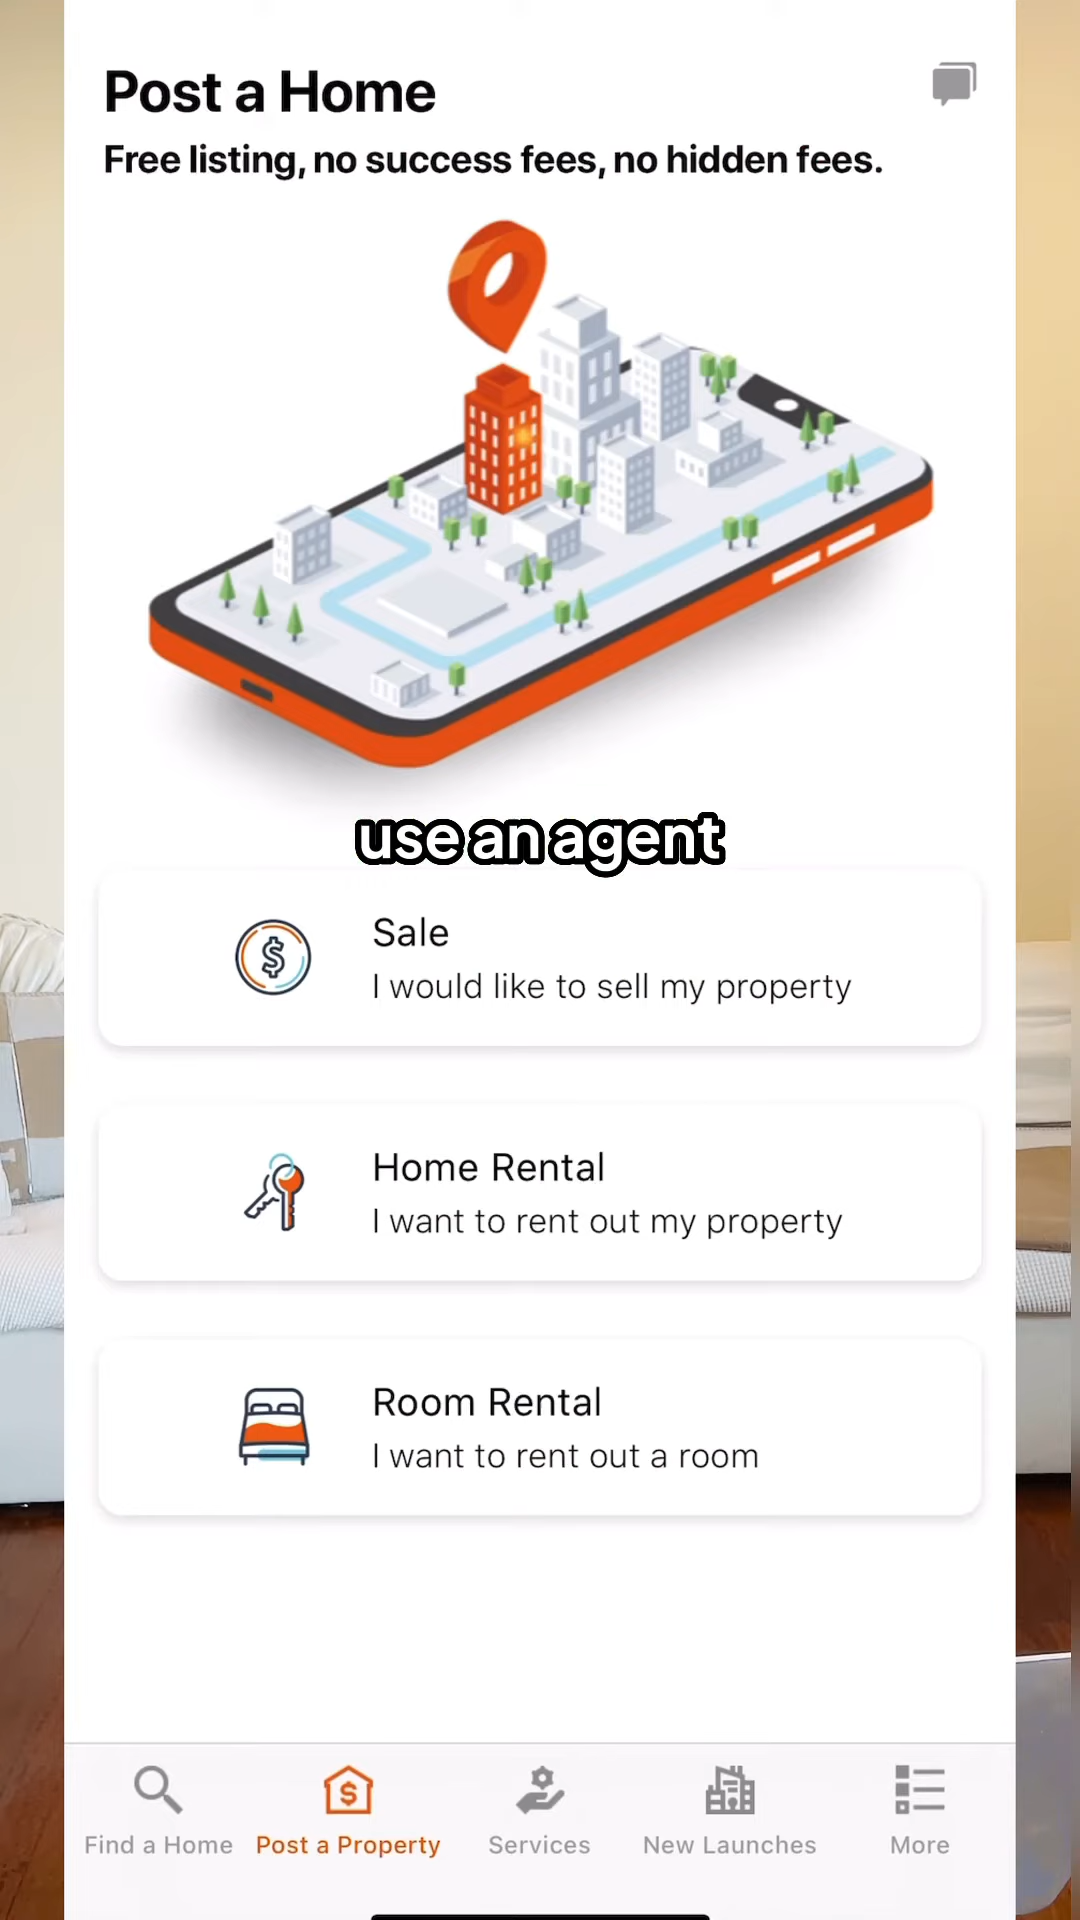 Post a Home
Free listing, no success fees, no hidden fees.
use an agent
Sale
I would like to sell my property
Home Rental
I want to rent out my property
Room Rental
I want to rent out a room
Find a Home
Post a Property
Services
New Launches
More